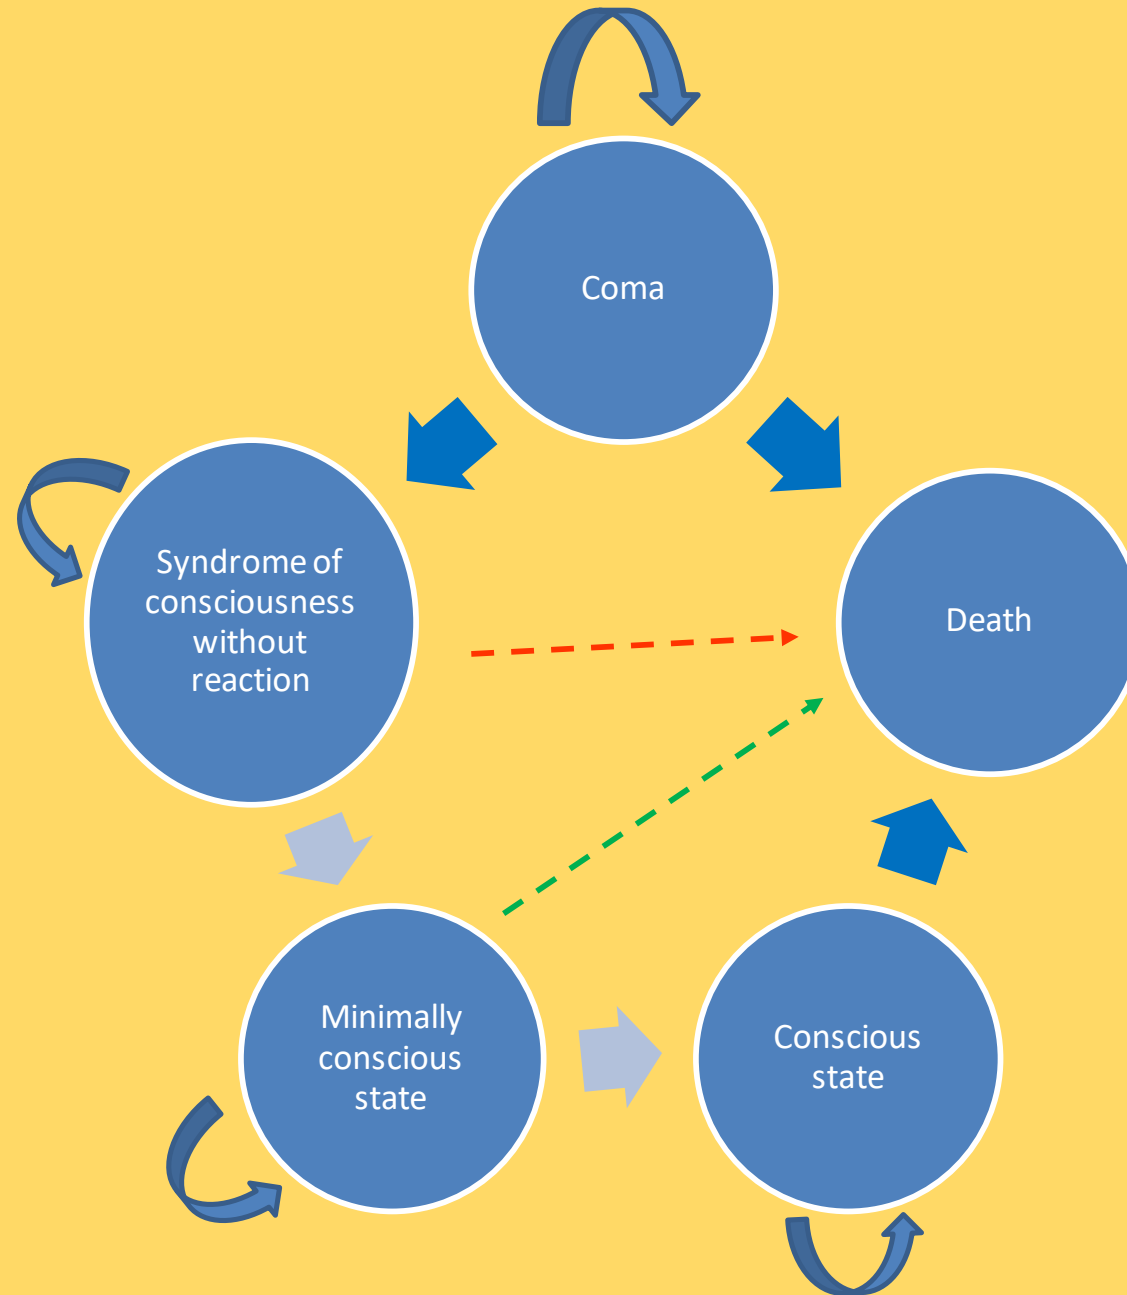 Coma
Syndrome of
consciousness
without
reaction
Death
Minimally
conscious
state
Conscious
state